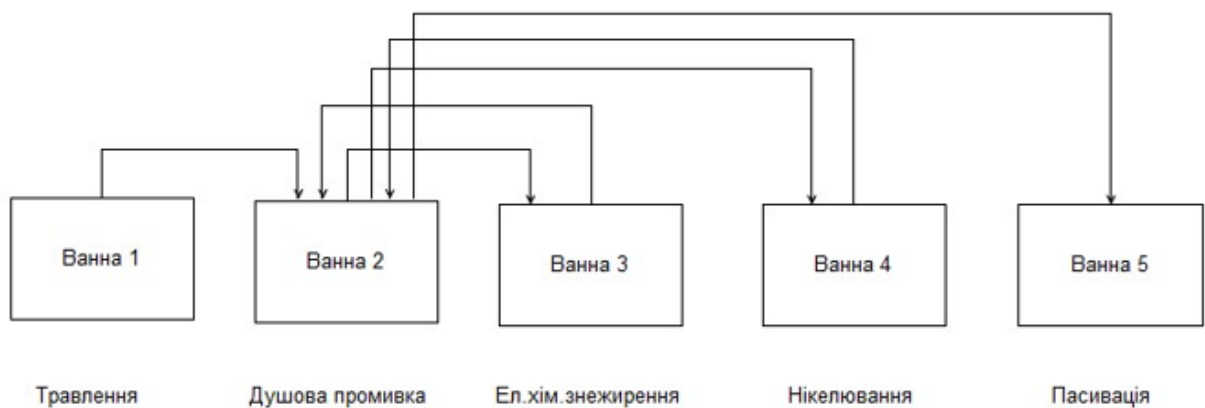 Ванна 1
Ванна 2
Ванна 3
Ванна 4
Ванна 5
Травлення
Душова промивка
Ел.хім.знежирення
Нікелювання
Пасивація